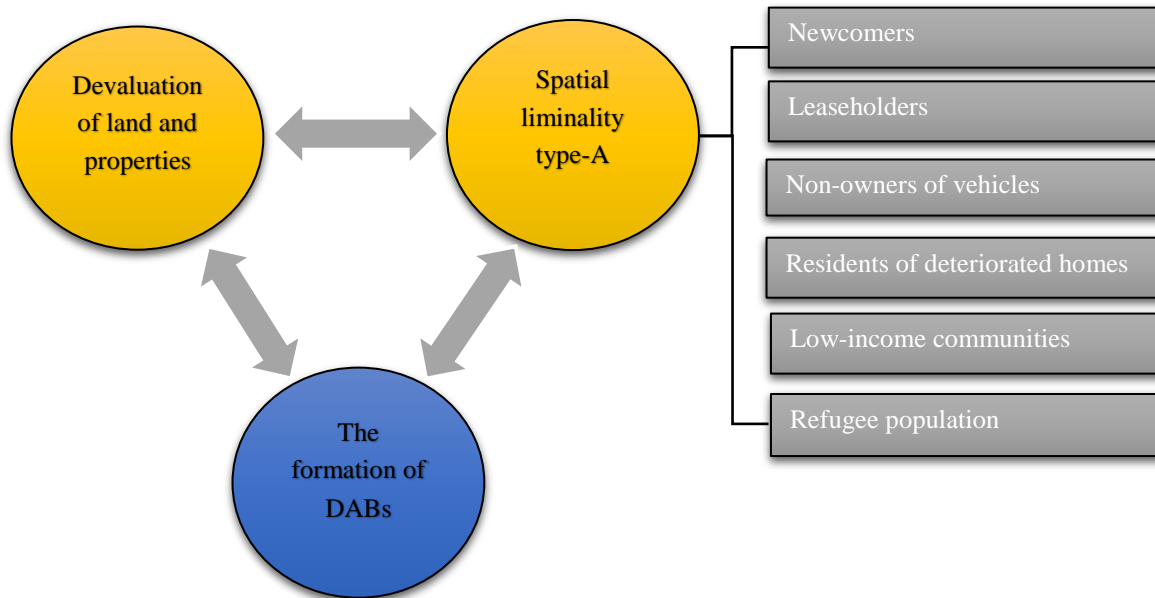 Devaluation
of land and
properties
Spatial
liminality
type-A
The
formation of
DABs
Newcomers
Leaseholders
Non-owners of vehicles
Residents of deteriorated homes
Low-income communities
Refugee population